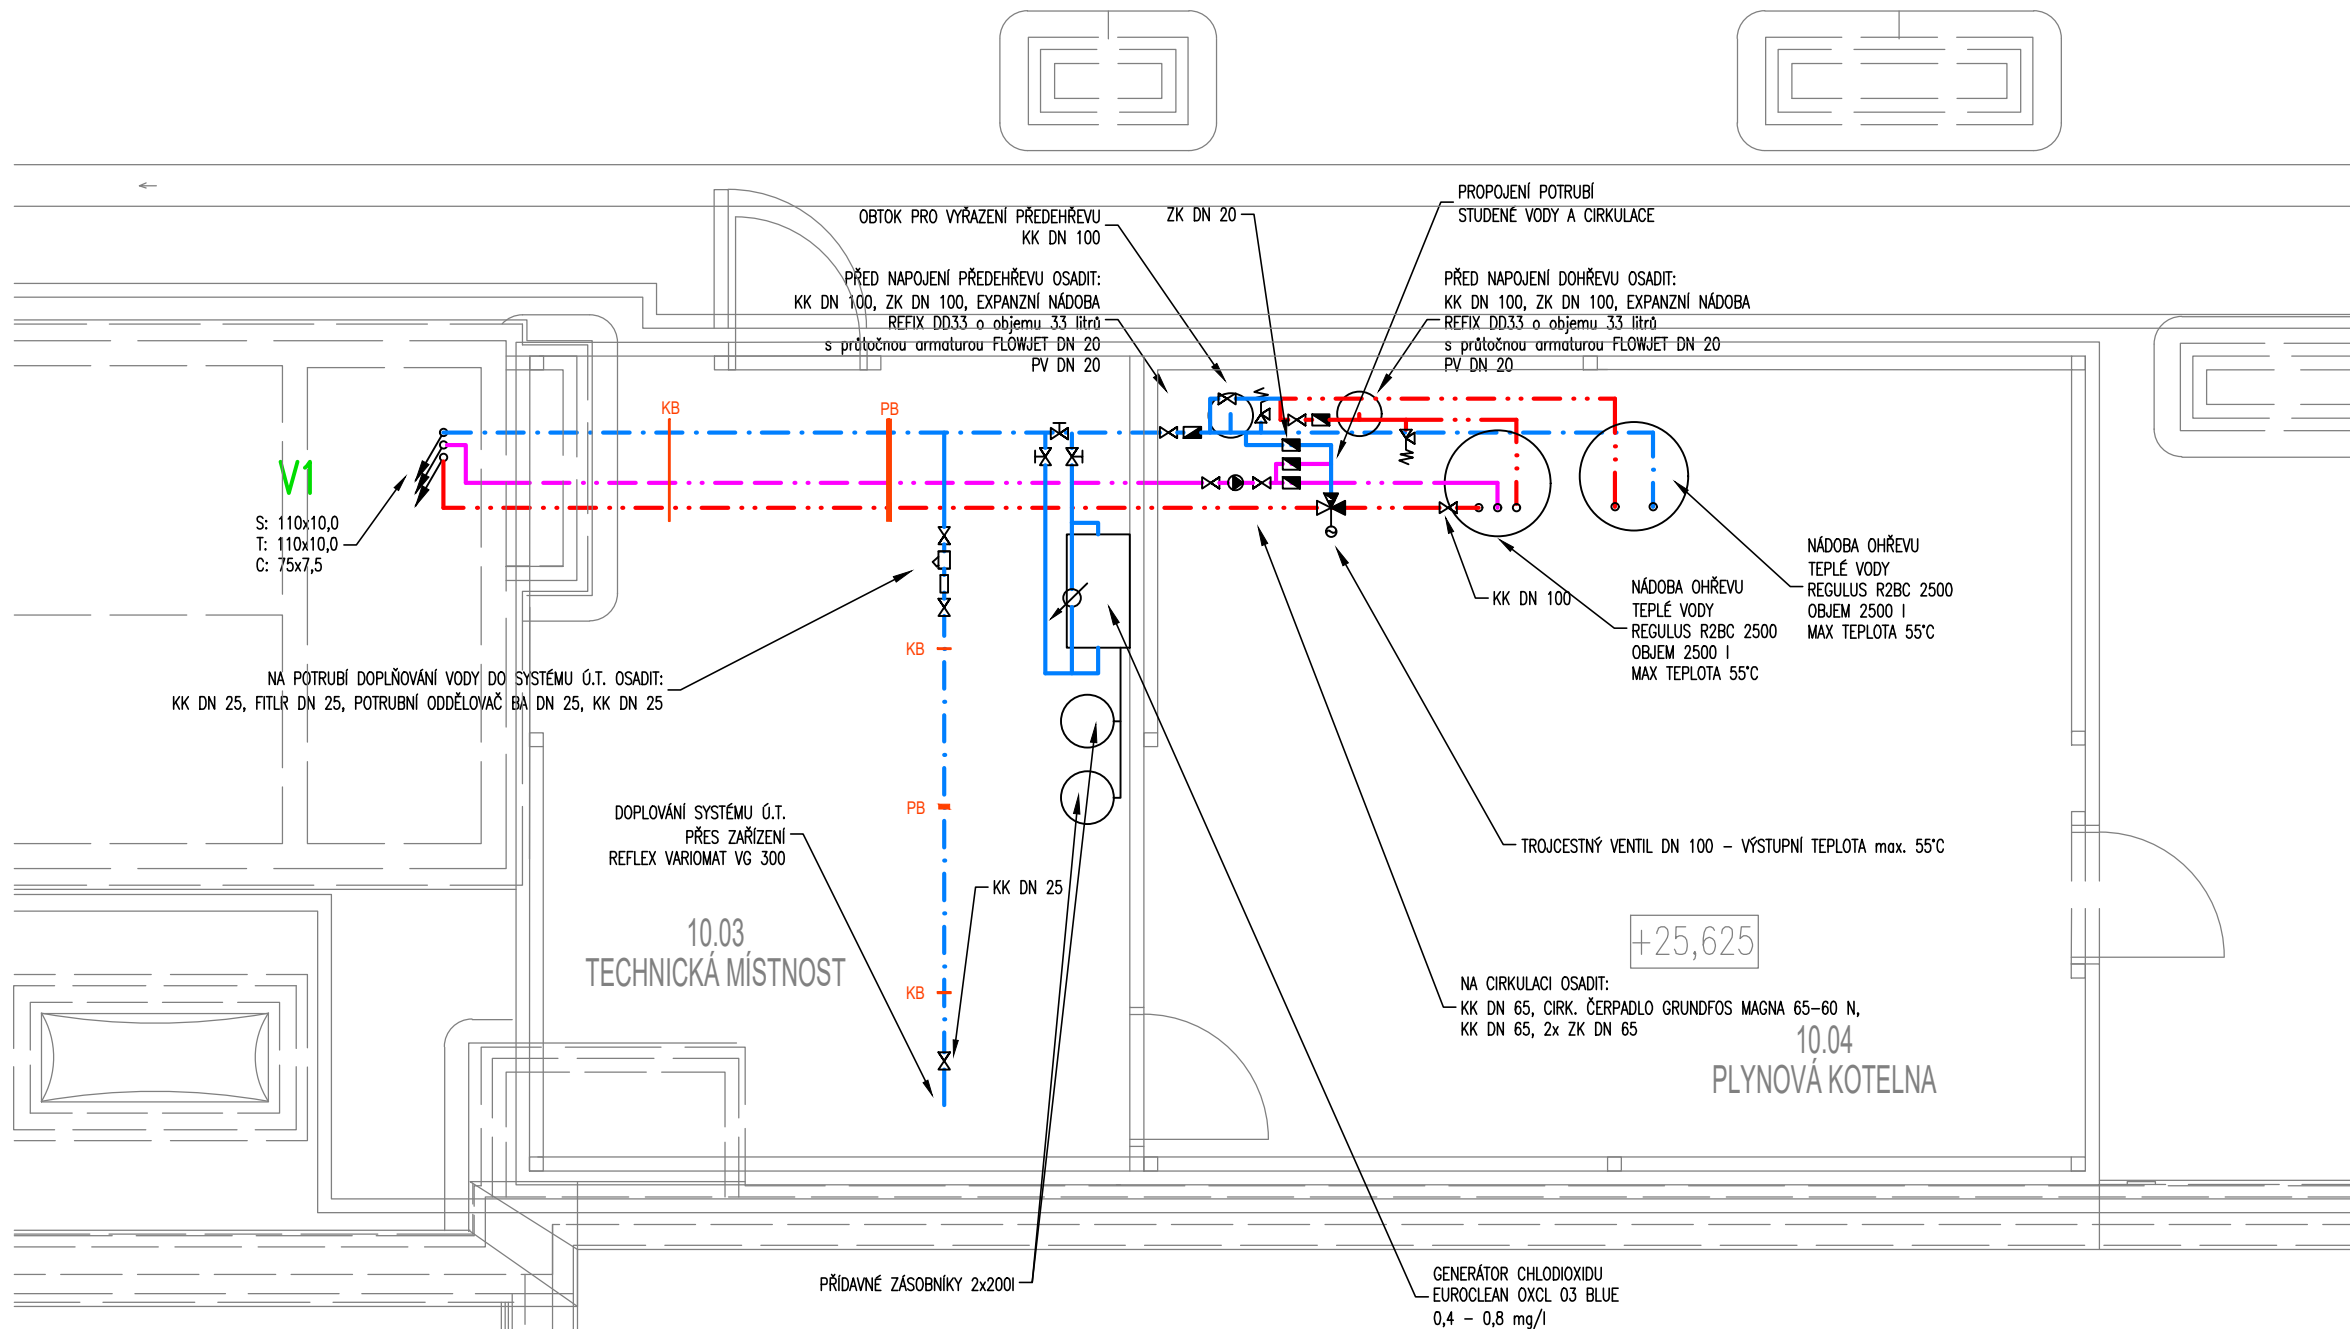 PROPOJENÍ POTRUBÍ
STUDENÉ VODY A CIRKULACE
OBTOK PRO VYŘAZENÍ PŘEDEHŘEVU
KK DN 100
ZK DN 20
PŘED NAPOJENÍ PŘEDEHŘEVU OSADIT:
KK DN 100, ZK DN 100, EXPANZNÍ NÁDOBA
REFIX DD33 o objemu 33 litrů
s průtočnou armaturou FLOWJET DN 20
PV DN 20
PŘED NAPOJENÍ DOHŘEVU OSADIT:
KK DN 100, ZK DN 100, EXPANZNÍ NÁDOBA
REFIX DD33 o objemu 33 litrů
s průtočnou armaturou FLOWJET DN 20
PV DN 20
KB
PB
V1
S: 110x10,0
T: 110x10,0
C: 75x7,5
NÁDOBA OHŘEVU
TEPLÉ VODY
REGULUS R2BC 2500
OBJEM 2500 l
MAX TEPLOTA 55°C
NÁDOBA OHŘEVU
TEPLÉ VODY
REGULUS R2BC 2500
OBJEM 2500 l
MAX TEPLOTA 55°C
KK DN 100
KB
NA POTRUBÍ DOPLŇOVÁNÍ VODY DO SYSTÉMU Ú.T. OSADIT:
KK DN 25, FITLR DN 25, POTRUBNÍ ODDĚLOVAČ BA DN 25, KK DN 25
PB
DOPLOVÁNÍ SYSTÉMU Ú.T.
PŘES ZAŘÍZENÍ
REFLEX VARIOMAT VG 300
TROJCESTNÝ VENTIL DN 100 – VÝSTUPNÍ TEPLOTA max. 55°C
KK DN 25
10.03
TECHNICKÁ MÍSTNOST
+25,625
KB
NA CIRKULACI OSADIT:
KK DN 65, CIRK. ČERPADLO GRUNDFOS MAGNA 65–60 N,
KK DN 65, 2x ZK DN 65
10.04
PLYNOVÁ KOTELNA
PŘÍDAVNÉ ZÁSOBNÍKY 2x200l
GENERÁTOR CHLODIOXIDU
EUROCLEAN OXCL 03 BLUE
0,4 – 0,8 mg/l